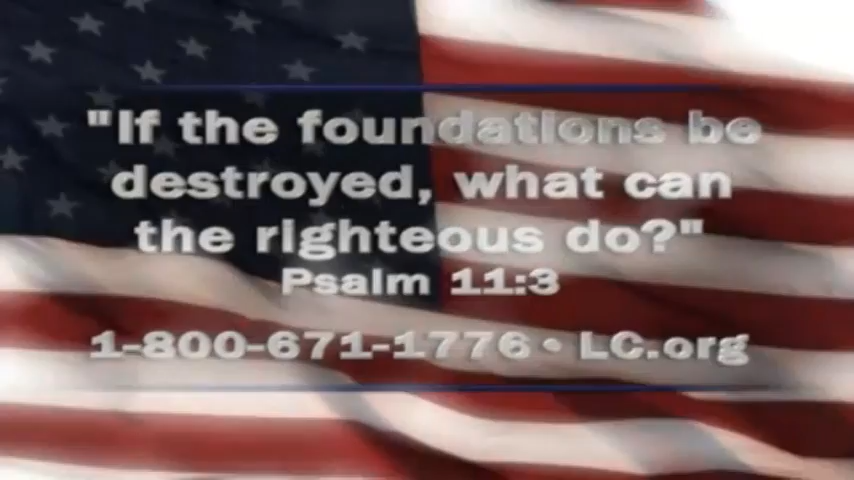 "If the foundations be
destroyed, what can
the righteous do?"
Psalm 11:3
1-800-671-1776 • LC.org